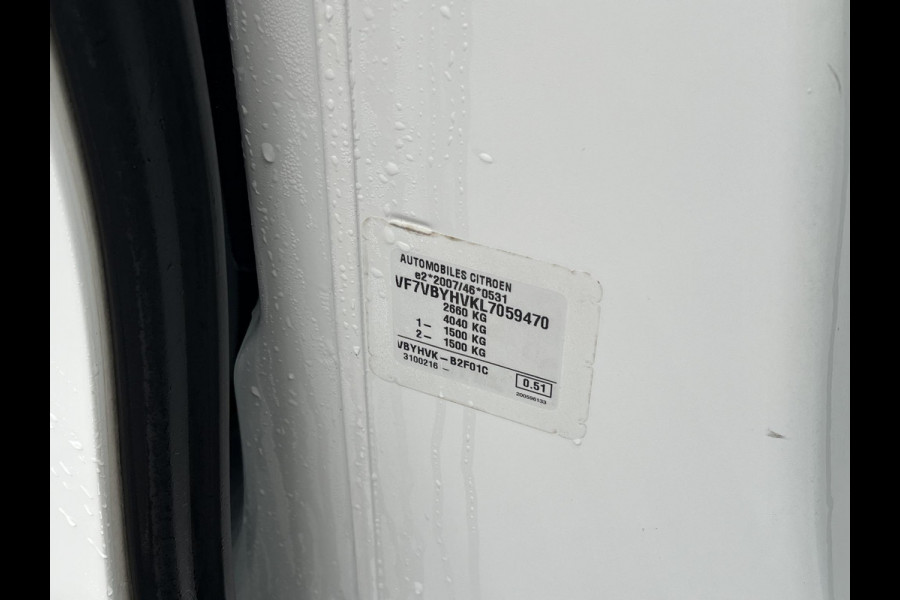 AUTOMOBILES CITROEN
e2*2007/46*0531
VF7VBYHVKL7059470
2660 KG
4040 KG
1– 1500 KG
2– 1500 KG
VBYHVK – B2F01C
3100216 – 0.51